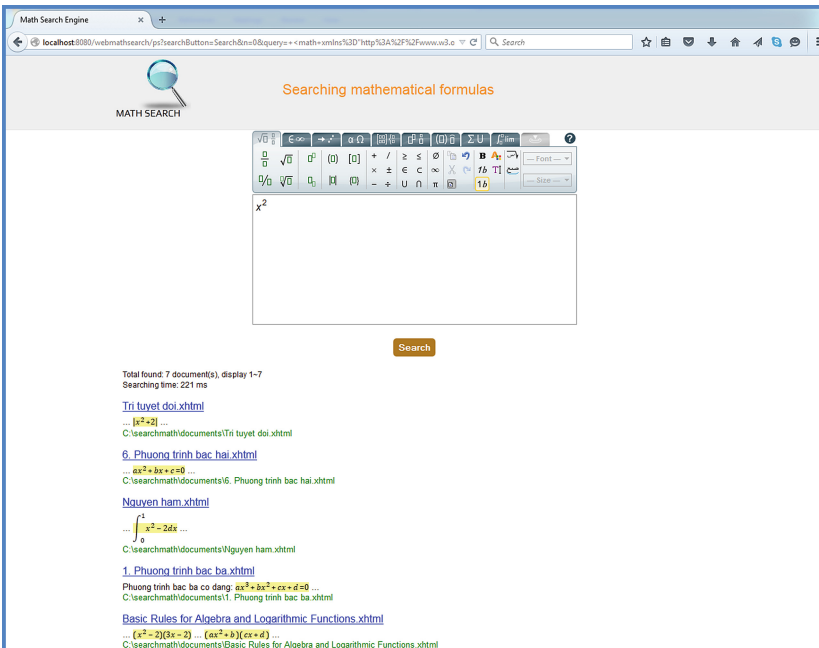 Math Search Engine
localhost:8080/webmathsearch/ps?searchButton=Search&n=0&query=+<math+xmlns%3D"http%3A%2F%2Fwww.w3.o
Search
MATH SEARCH
Searching mathematical formulas
— Font —
— Size —
x²
Search
Total found: 7 document(s), display 1~7
Searching time: 221 ms
Tri tuyet doi.xhtml
... |x²+2| ...
C:\searchmath\documents\Tri tuyet doi.xhtml
6. Phuong trinh bac hai.xhtml
... ax² + bx + c=0 ...
C:\searchmath\documents\6. Phuong trinh bac hai.xhtml
Nguyen ham.xhtml
... ∫₀¹ x² − 2dx ...
C:\searchmath\documents\Nguyen ham.xhtml
1. Phuong trinh bac ba.xhtml
Phuong trinh bac ba co dang: ax³ + bx² + cx + d=0 ...
C:\searchmath\documents\1. Phuong trinh bac ba.xhtml
Basic Rules for Algebra and Logarithmic Functions.xhtml
... (x² − 2)(3x − 2) ... (ax² + b)(cx + d) ...
C:\searchmath\documents\Basic Rules for Algebra and Logarithmic Functions.xhtml